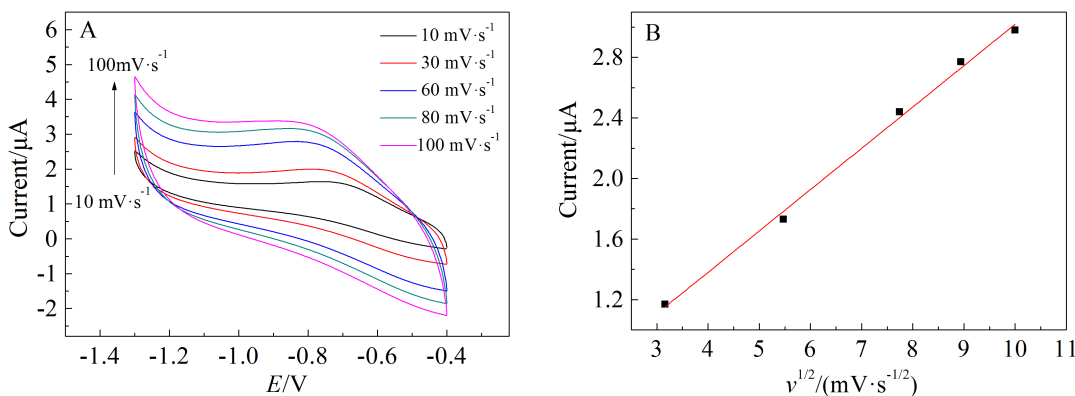 A
10 mV·s⁻¹
30 mV·s⁻¹
60 mV·s⁻¹
80 mV·s⁻¹
100 mV·s⁻¹
100mV·s⁻¹
10 mV·s⁻¹
Current/μA
5
4
3
2
1
0
-1
-2
-1.4
-1.2
-1.0
-0.8
-0.6
-0.4
E/V
B
Current/μA
2.8
2.4
2.0
1.6
1.2
3
4
5
6
7
8
9
10
11
v¹/²/(mV·s⁻¹/²)